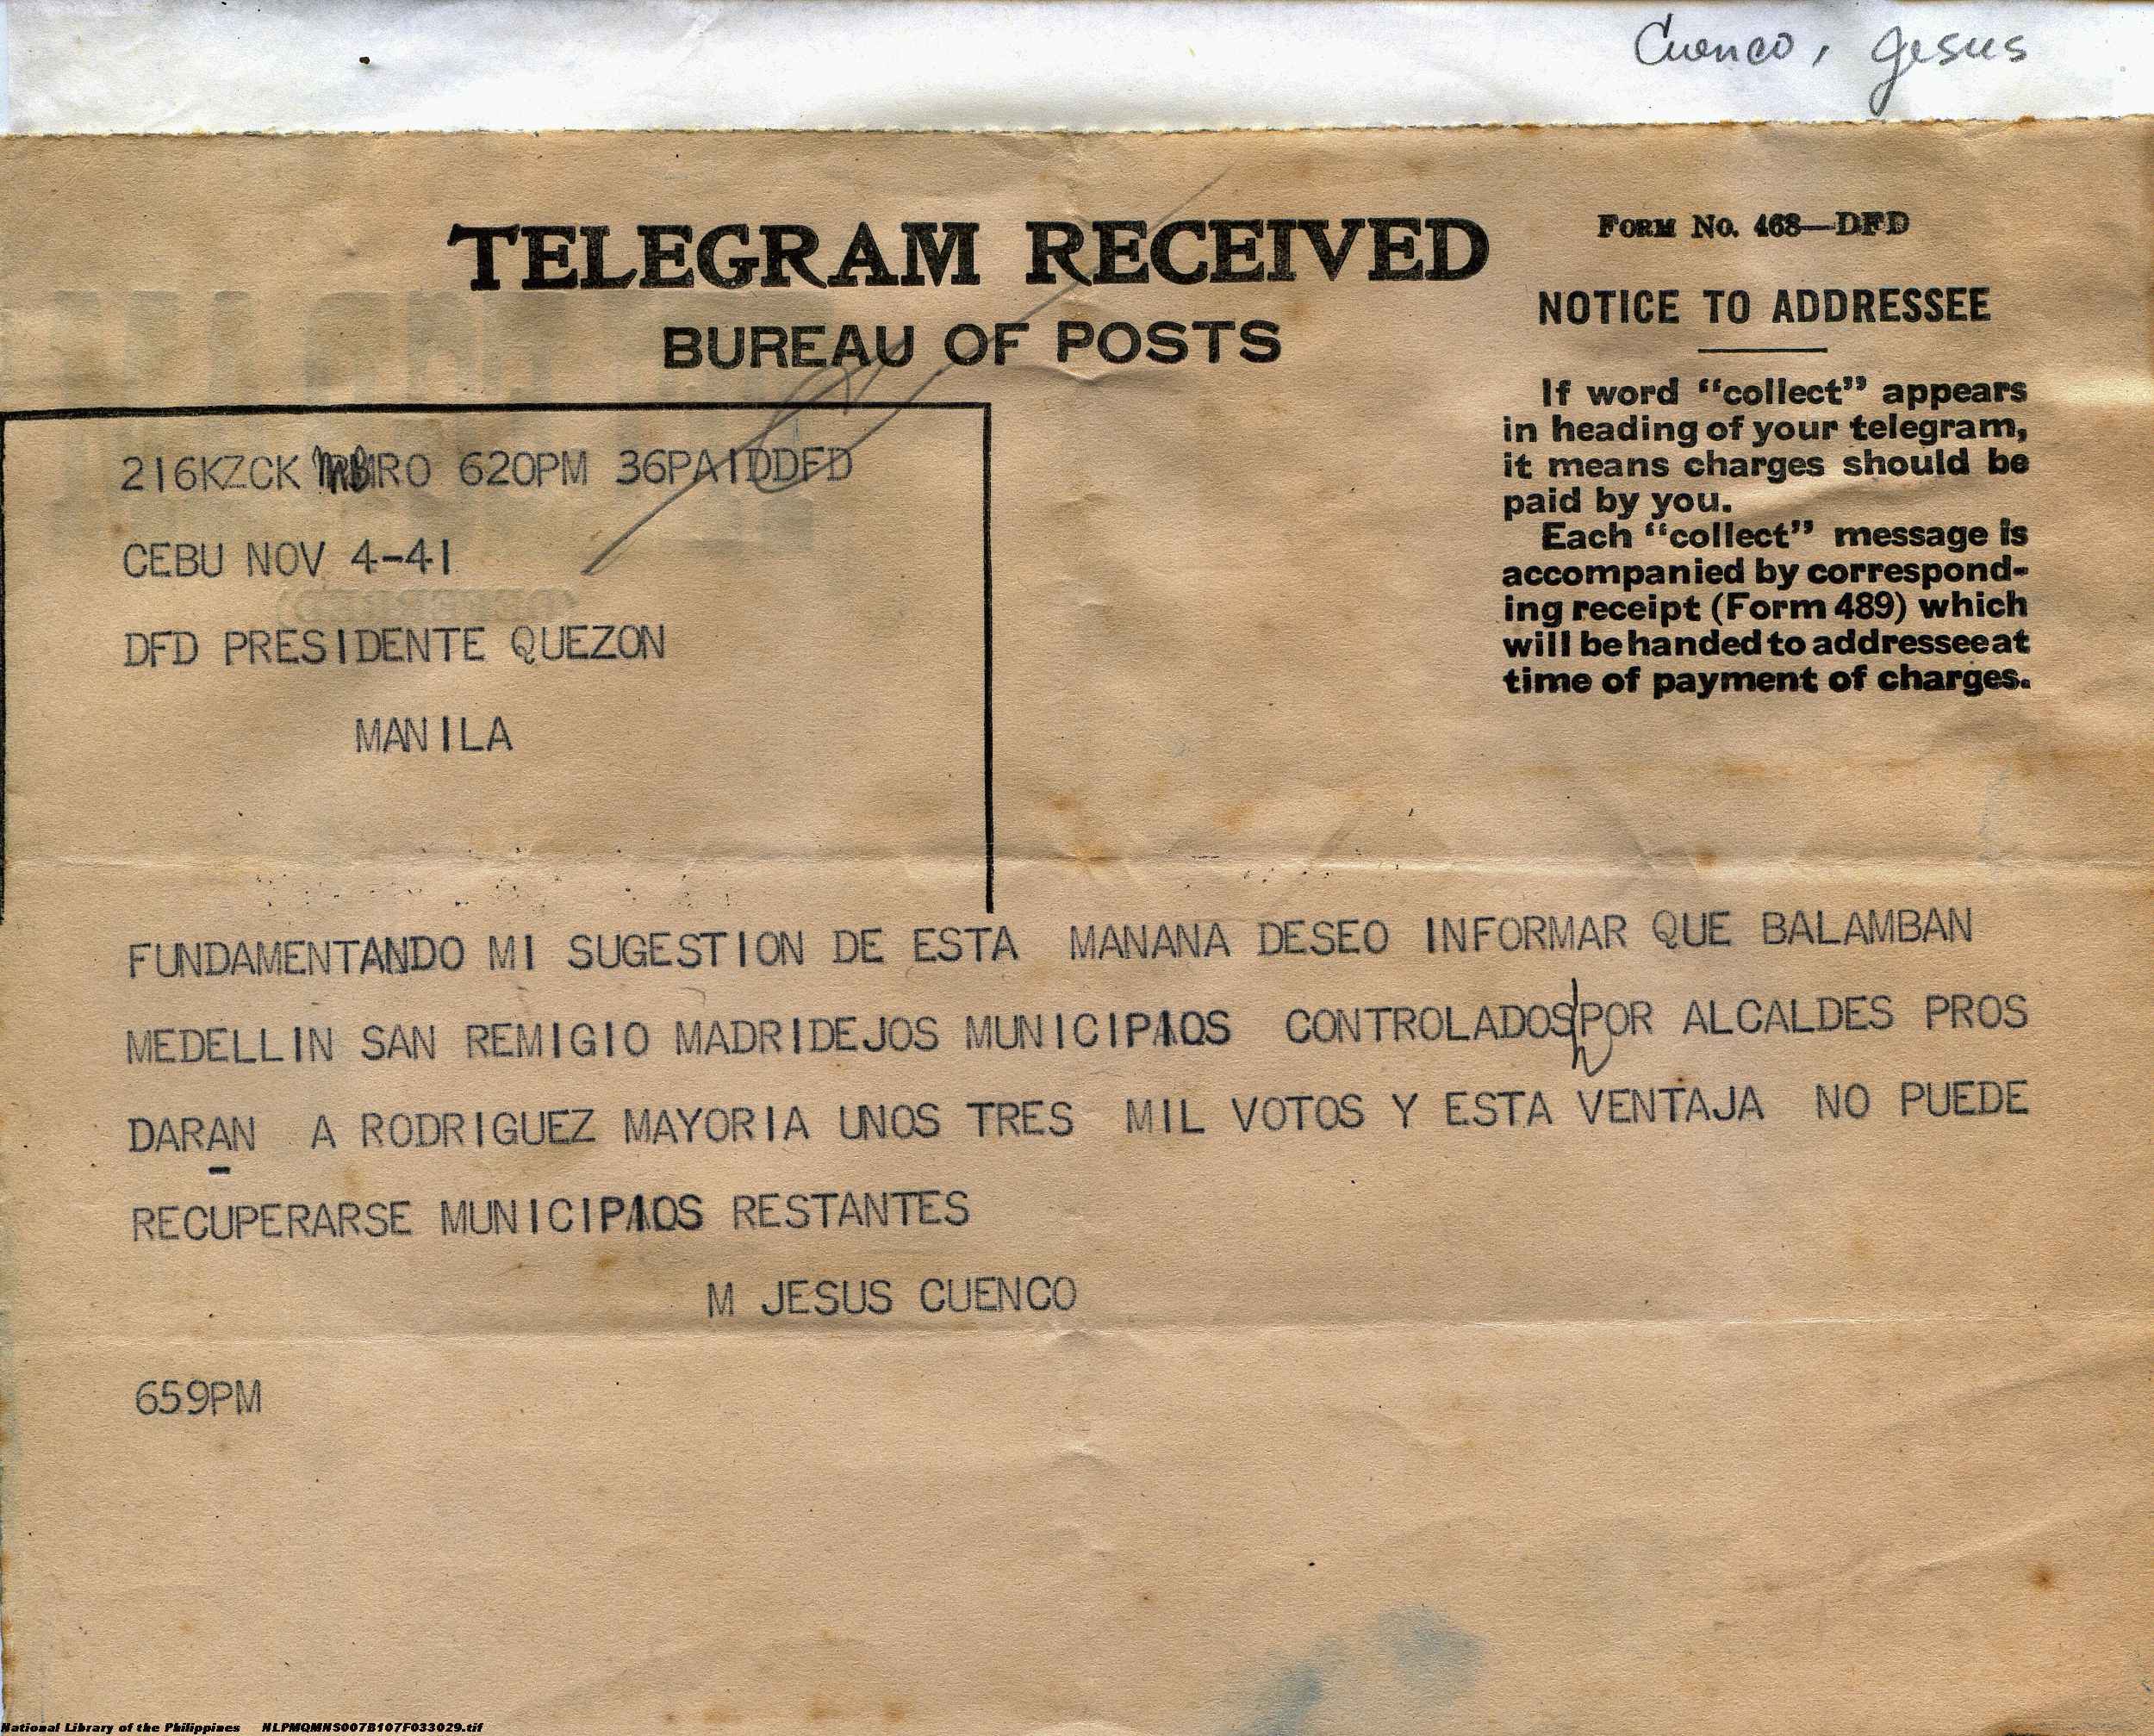 Cuenco, Jesus
TELEGRAM RECEIVED
BUREAU OF POSTS
FORM No. 468—DFD
NOTICE TO ADDRESSEE
If word “collect” appears
in heading of your telegram,
it means charges should be
paid by you.
Each “collect” message is
accompanied by correspond-
ing receipt (Form 489) which
will be handed to addressee at
time of payment of charges.
216KZCK RO 620PM 36PAIDDFD
CEBU NOV 4-41
DFD PRESIDENTE QUEZON
MANILA
FUNDAMENTANDO MI SUGESTION DE ESTA MANANA DESEO INFORMAR QUE BALAMBAN
MEDELLIN SAN REMIGIO MADRIDEJOS MUNICIPIOS CONTROLADOS POR ALCALDES PROS
DARAN A RODRIGUEZ MAYORIA UNOS TRES MIL VOTOS Y ESTA VENTAJA NO PUEDE
RECUPERARSE MUNICIPIOS RESTANTES
M JESUS CUENCO
659PM
National Library of the Philippines NLPMQMNS007B107F033029.tif